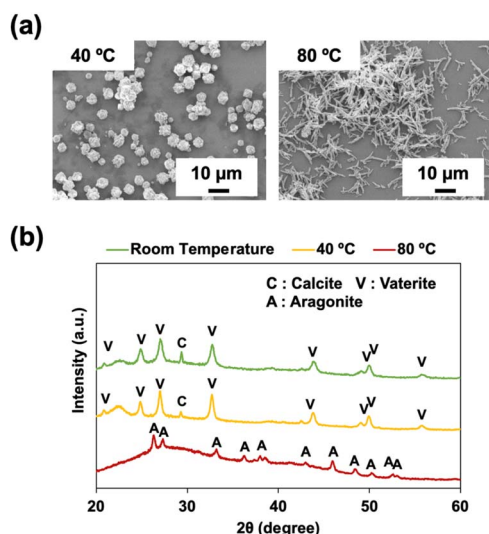 (a)
40 ºC
80 ºC
10 µm
10 µm
(b)
Room Temperature
40 ºC
80 ºC
C : Calcite V : Vaterite
A : Aragonite
V V V C V V V V V
V V V C V V V V V
A A A A A A A A A A A
Intensity (a.u.)
20 30 40 50 60
2θ (degree)